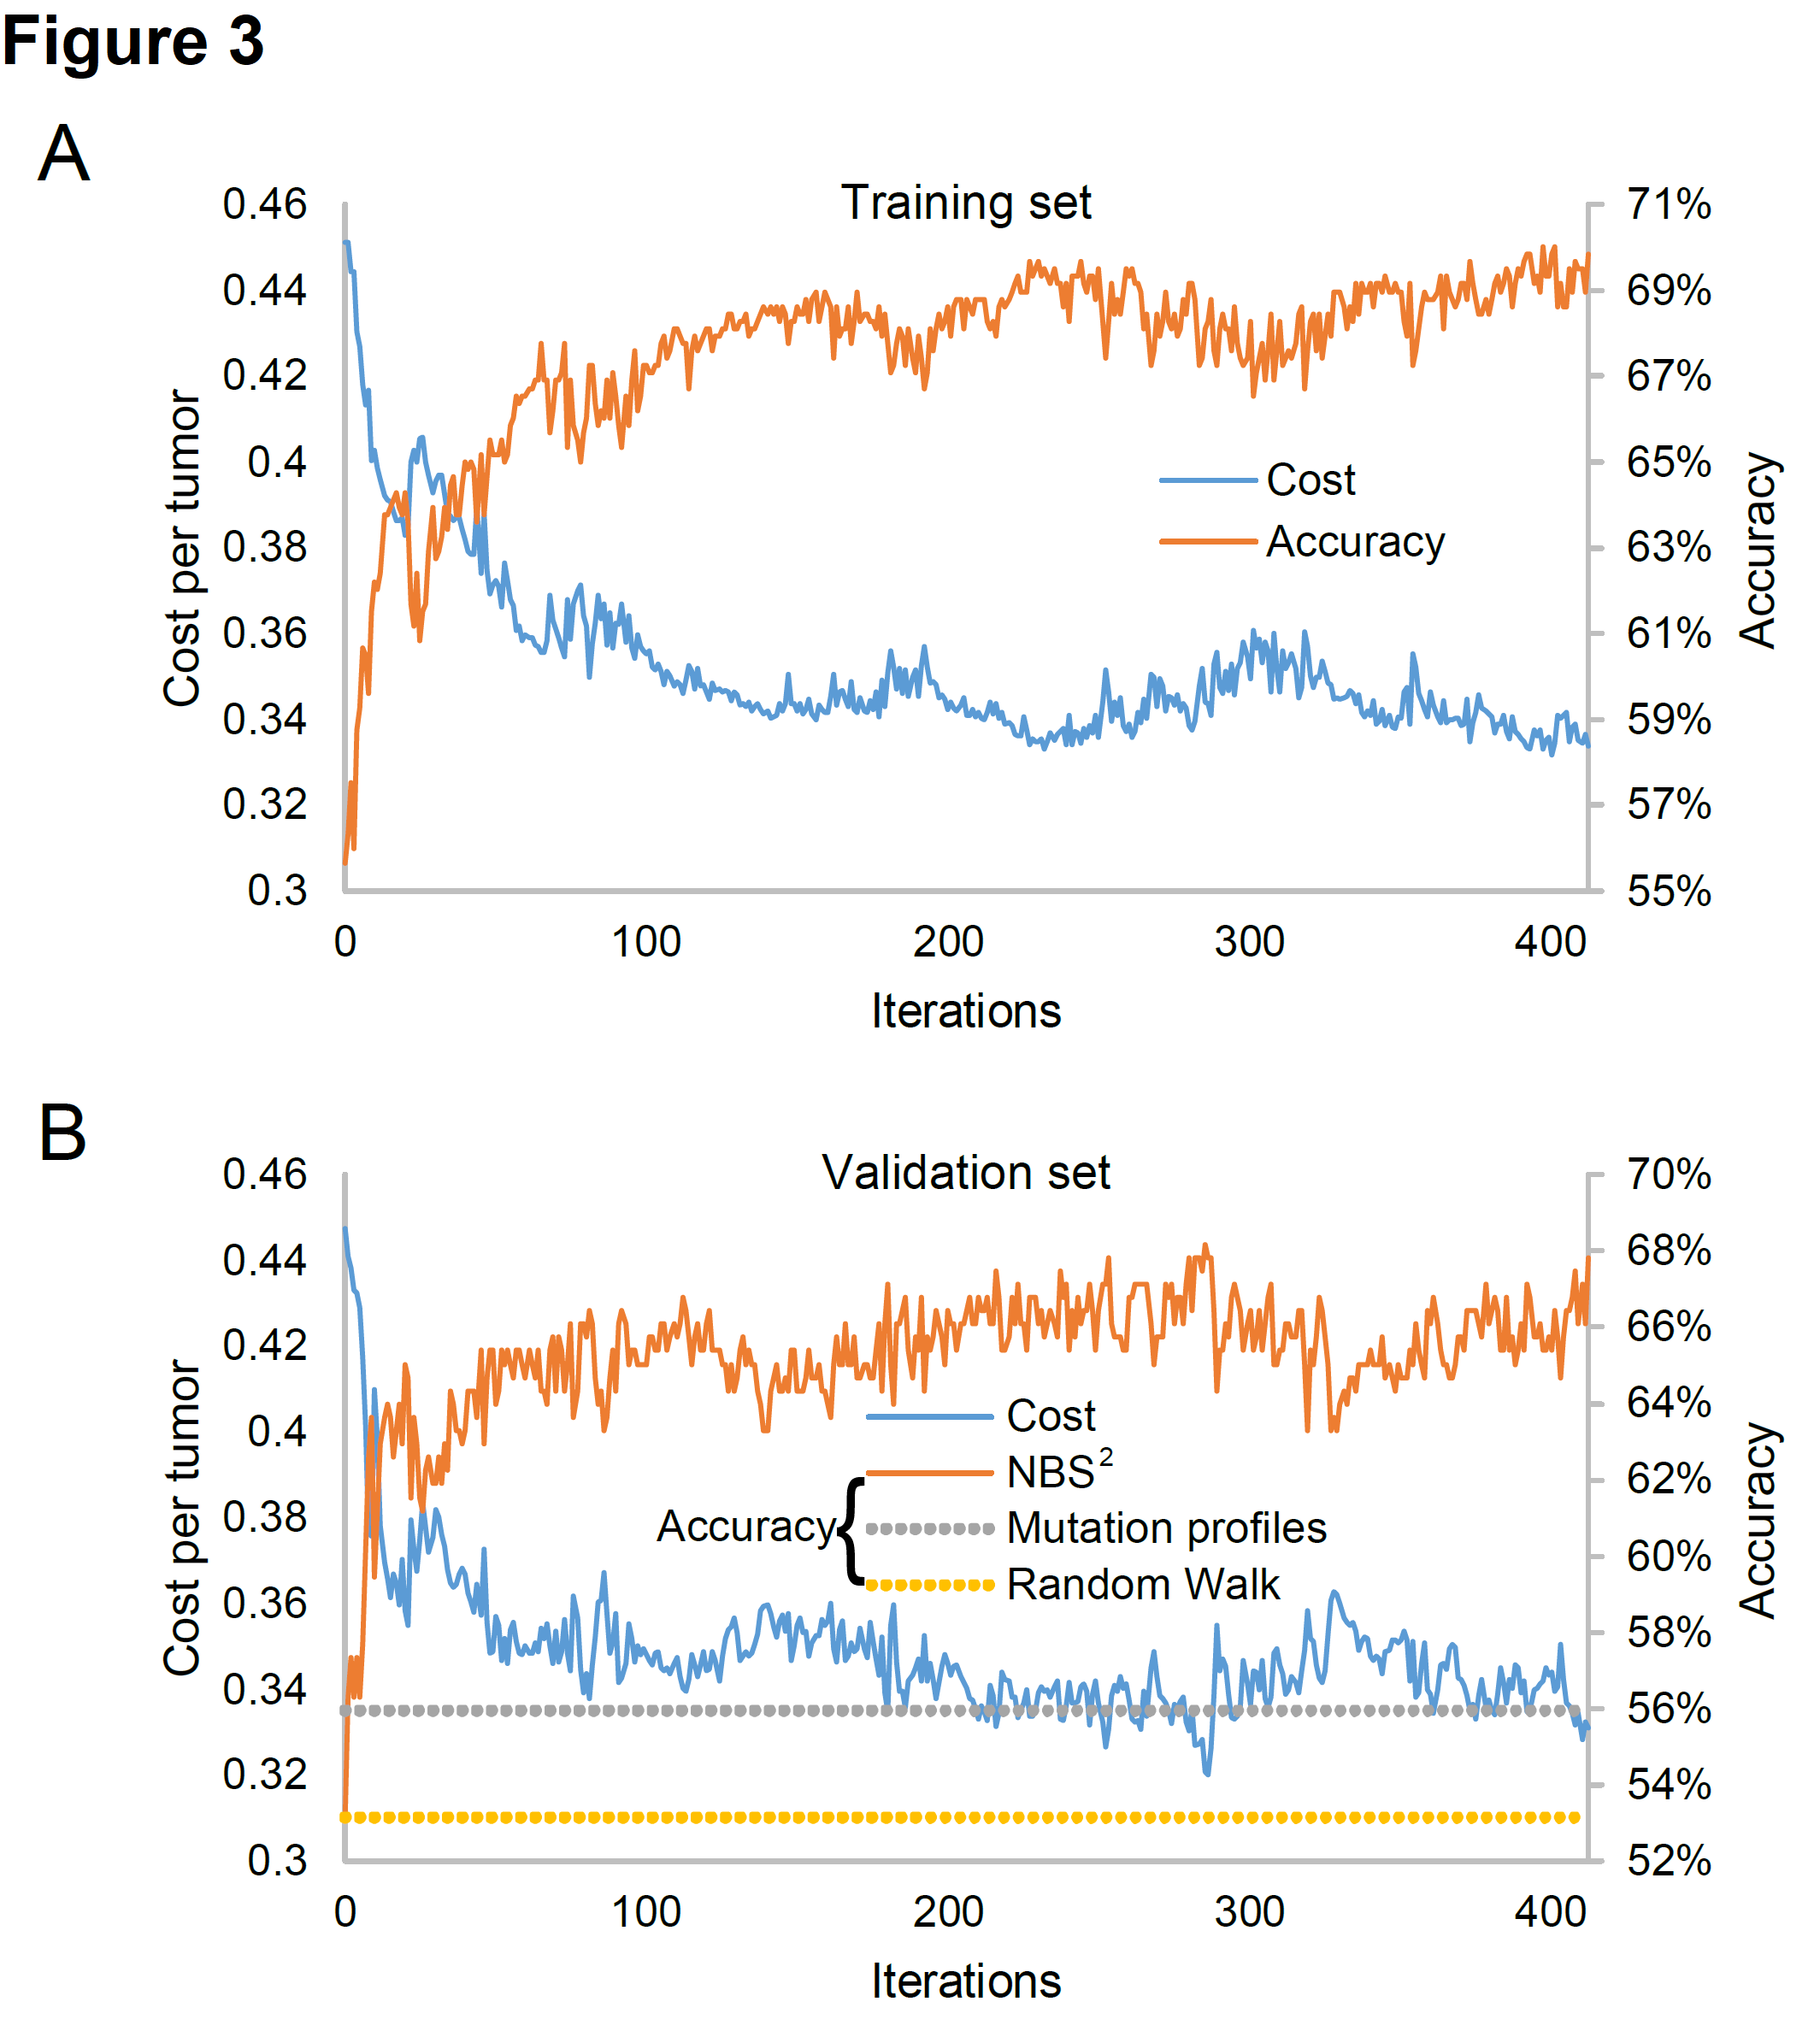 Figure 3
A
Training set
0.46
0.44
0.42
0.4
0.38
0.36
0.34
0.32
0.3
Cost per tumor
71%
69%
67%
65%
63%
61%
59%
57%
55%
Accuracy
Cost
Accuracy
0 100 200 300 400
Iterations
B
Validation set
0.46
0.44
0.42
0.4
0.38
0.36
0.34
0.32
0.3
Cost per tumor
70%
68%
66%
64%
62%
60%
58%
56%
54%
52%
Accuracy
Cost
NBS²
Accuracy
Mutation profiles
Random Walk
0 100 200 300 400
Iterations